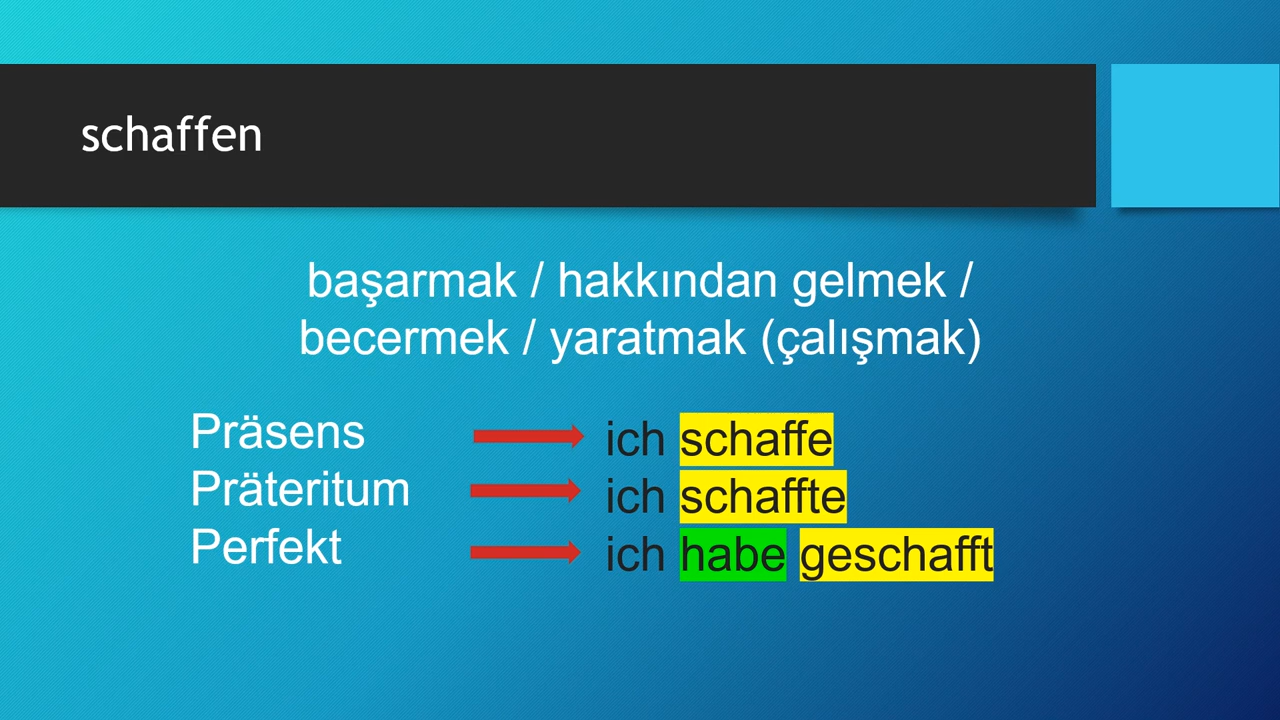 schaffen
başarmak / hakkından gelmek /
becermek / yaratmak (çalışmak)
Präsens ich schaffe
Präteritum ich schaffte
Perfekt ich habe geschafft